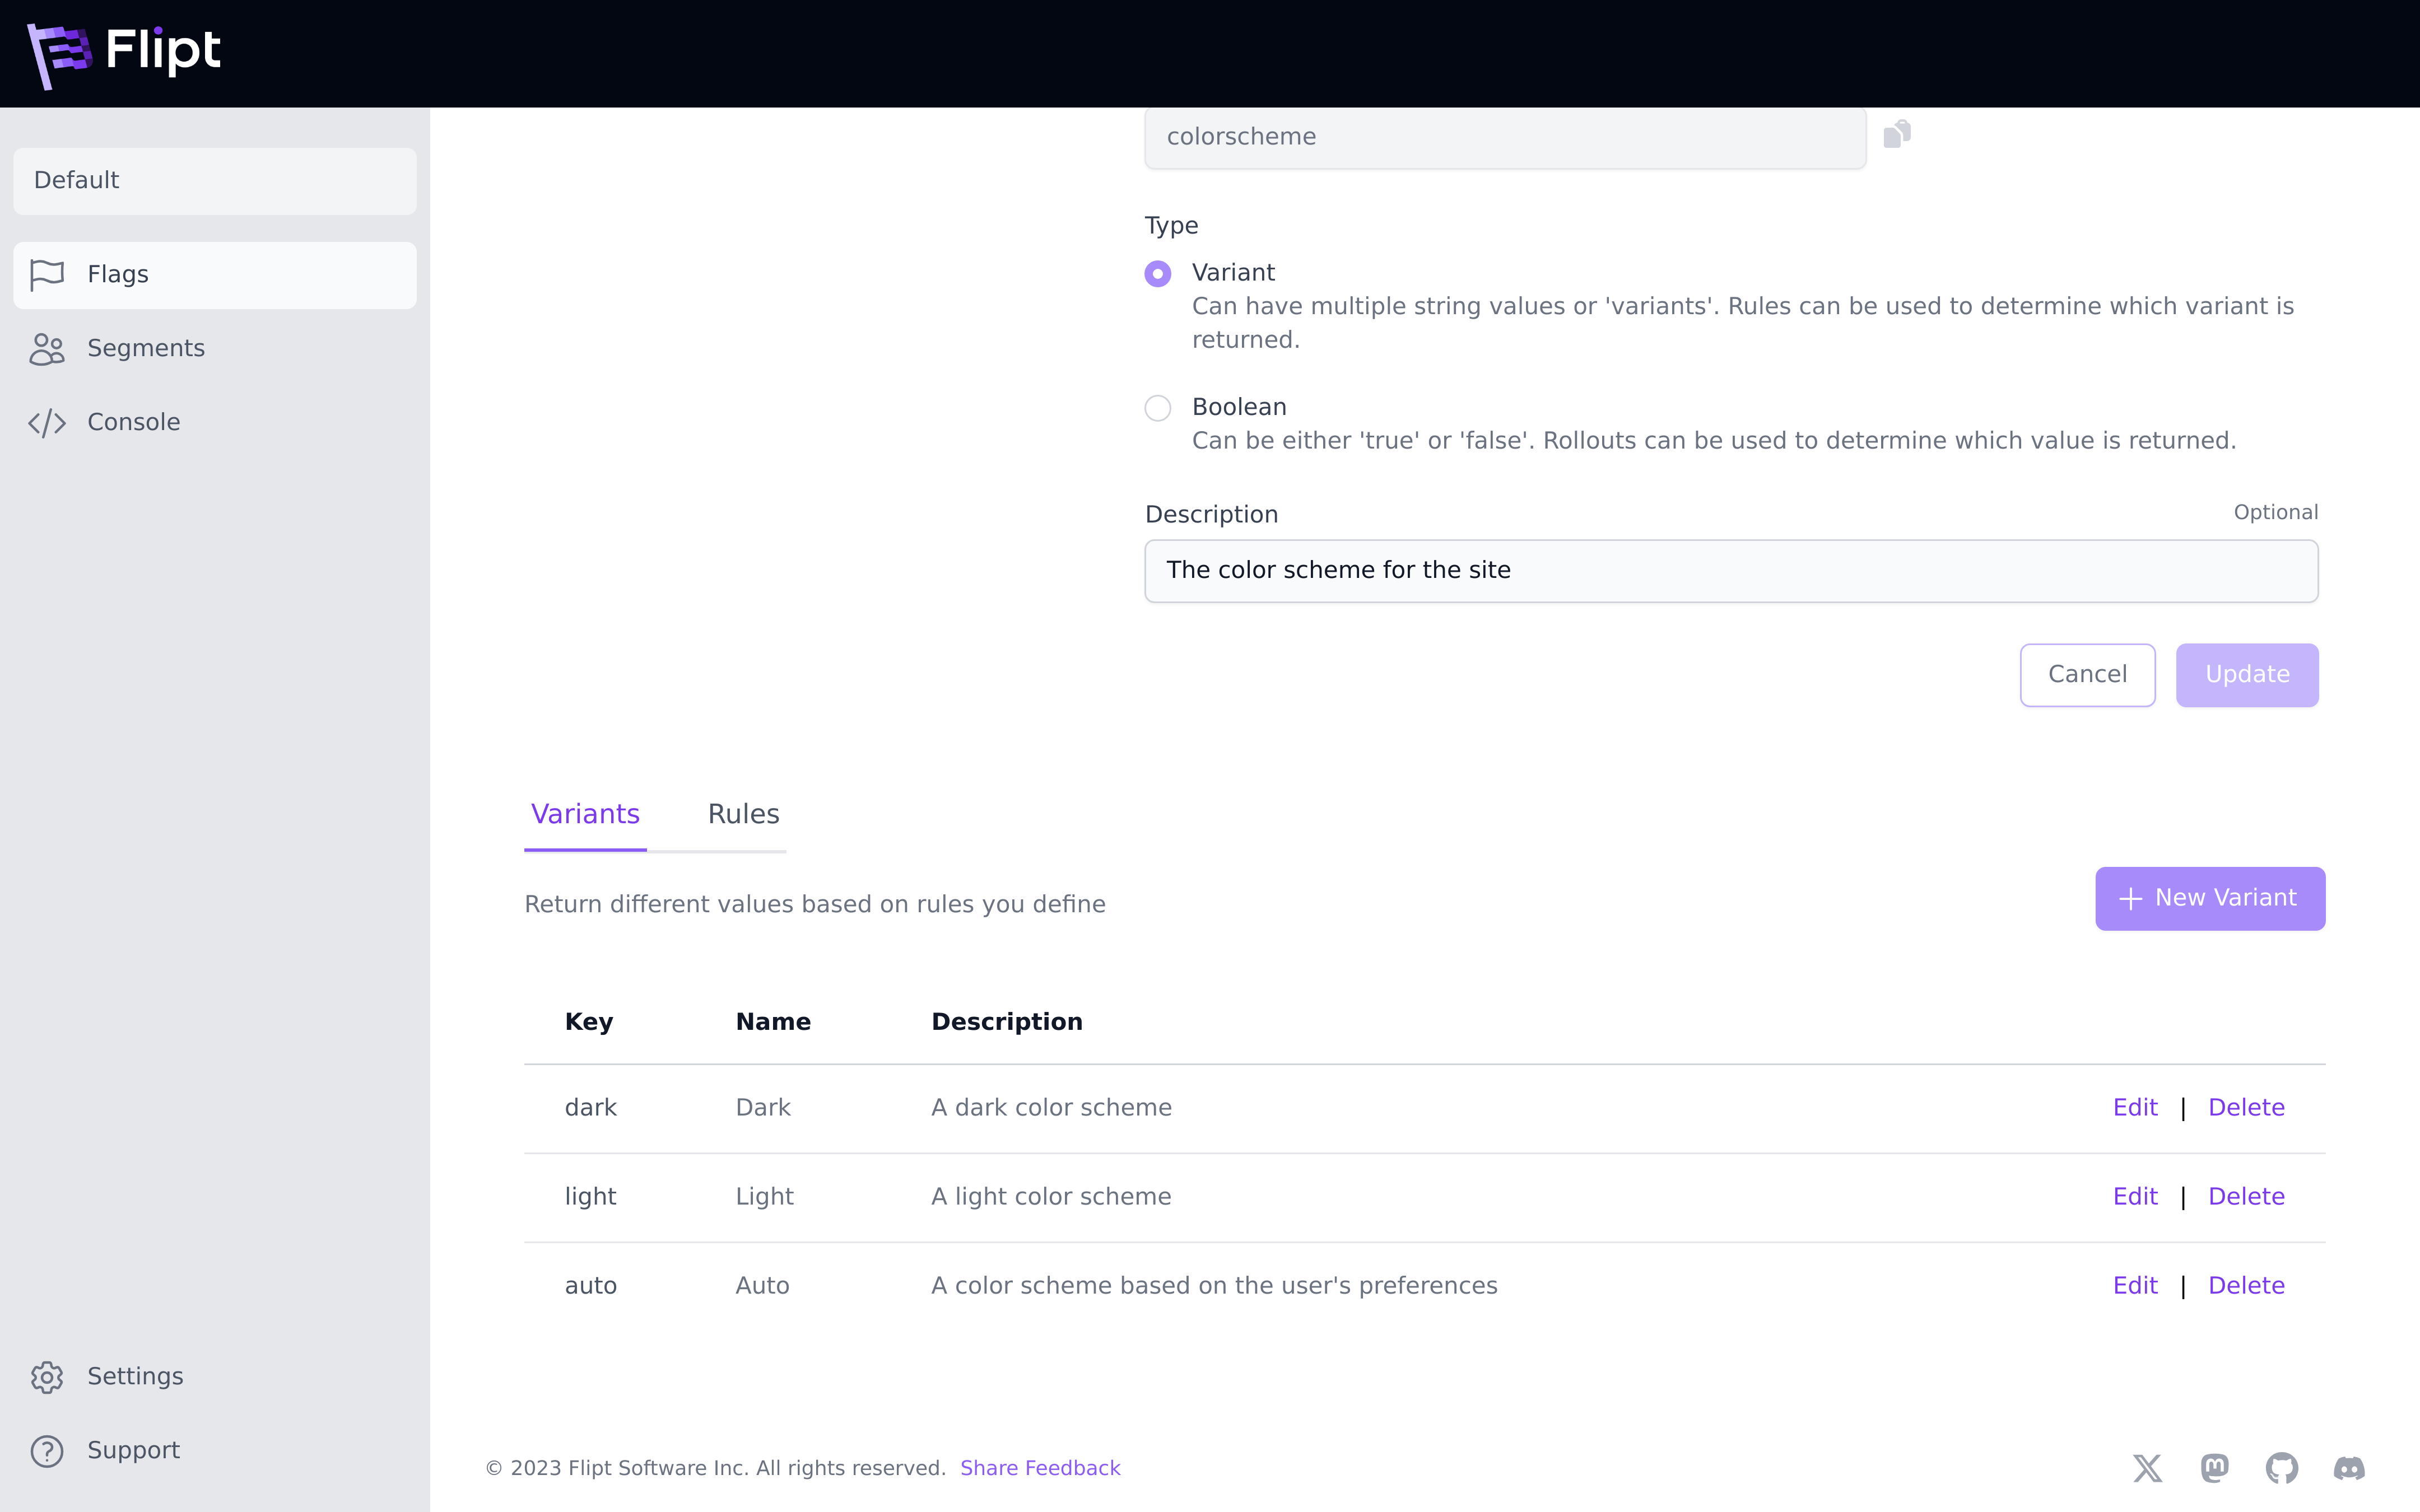 Flipt
Default
Flags
Segments
Console
Settings
Support
colorscheme
Type
Variant
Can have multiple string values or 'variants'. Rules can be used to determine which variant is
returned.
Boolean
Can be either 'true' or 'false'. Rollouts can be used to determine which value is returned.
Description Optional
The color scheme for the site
Cancel Update
Variants Rules
Return different values based on rules you define
New Variant
Key Name Description
dark Dark A dark color scheme Edit | Delete
light Light A light color scheme Edit | Delete
auto Auto A color scheme based on the user's preferences Edit | Delete
© 2023 Flipt Software Inc. All rights reserved. Share Feedback